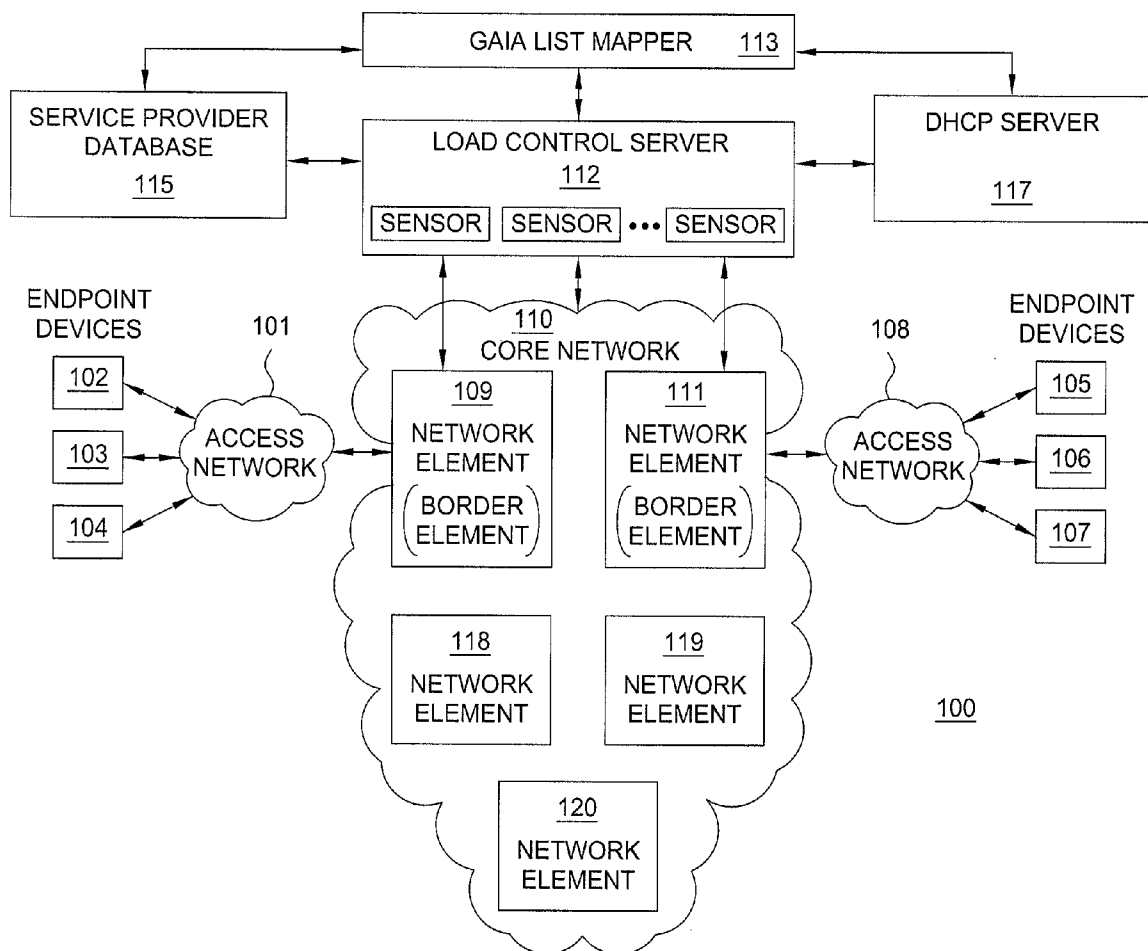 GAIA LIST MAPPER 113
SERVICE PROVIDER
DATABASE
115
LOAD CONTROL SERVER
112
SENSOR SENSOR ••• SENSOR
DHCP SERVER
117
ENDPOINT
DEVICES
102
103
104
101
ACCESS
NETWORK
110
CORE NETWORK
109
NETWORK
ELEMENT
(BORDER
ELEMENT)
111
NETWORK
ELEMENT
(BORDER
ELEMENT)
108
ACCESS
NETWORK
ENDPOINT
DEVICES
105
106
107
118
NETWORK
ELEMENT
119
NETWORK
ELEMENT
100
120
NETWORK
ELEMENT